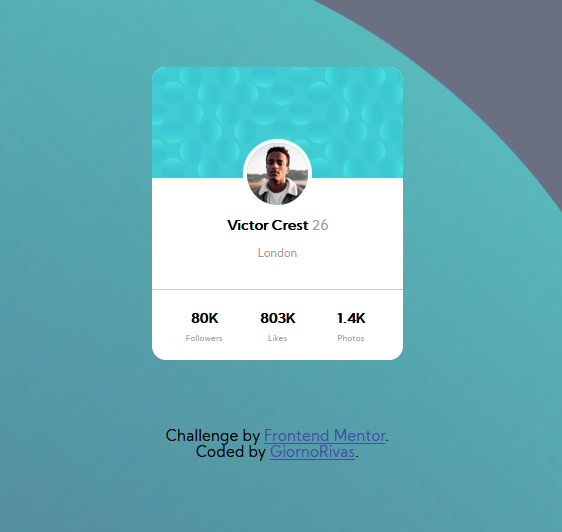 Victor Crest 26
London
80K 803K 1.4K
Followers Likes Photos
Challenge by Frontend Mentor.
Coded by GiornoRivas.